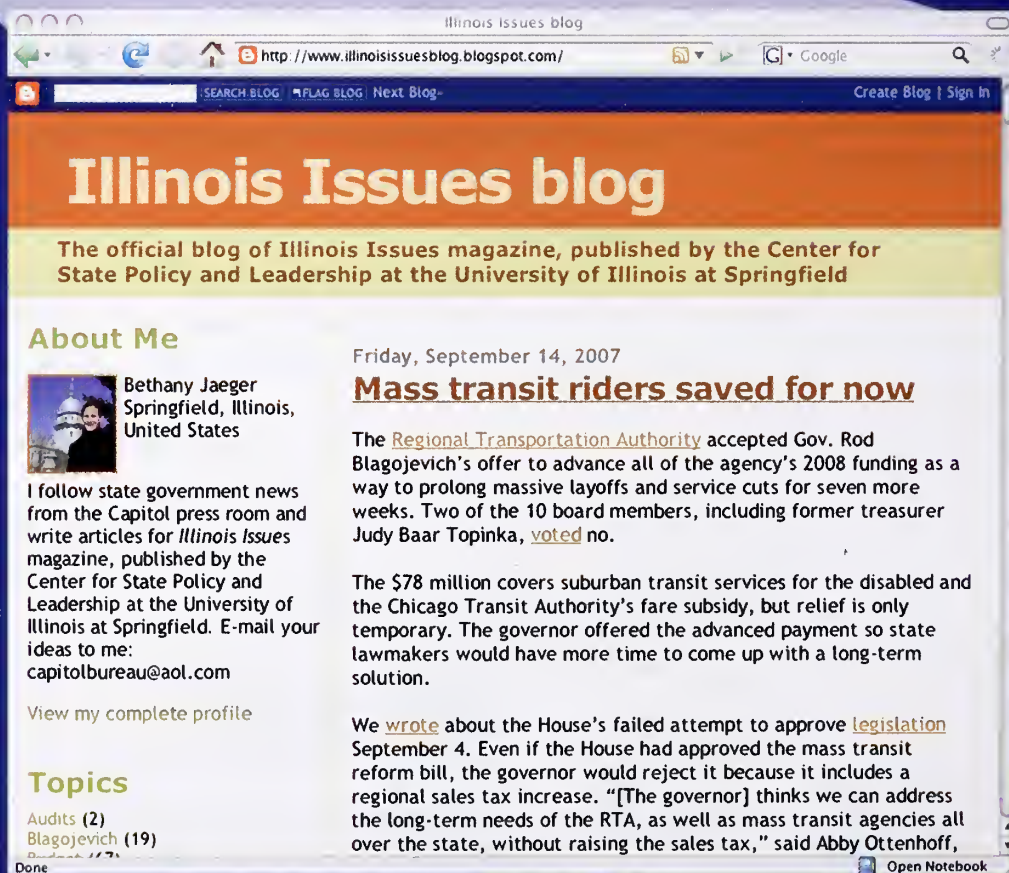 Illinois Issues blog
http://www.illinoisissuesblog.blogspot.com/
G Google
SEARCH BLOG FLAG BLOG Next Blog»
Create Blog | Sign In
Illinois Issues blog
The official blog of Illinois Issues magazine, published by the Center for
State Policy and Leadership at the University of Illinois at Springfield
About Me
Bethany Jaeger
Springfield, Illinois,
United States
I follow state government news
from the Capitol press room and
write articles for Illinois Issues
magazine, published by the
Center for State Policy and
Leadership at the University of
Illinois at Springfield. E-mail your
ideas to me:
capitolbureau@aol.com
View my complete profile
Topics
Audits (2)
Blagojevich (19)
Friday, September 14, 2007
Mass transit riders saved for now
The Regional Transportation Authority accepted Gov. Rod
Blagojevich's offer to advance all of the agency's 2008 funding as a
way to prolong massive layoffs and service cuts for seven more
weeks. Two of the 10 board members, including former treasurer
Judy Baar Topinka, voted no.
The $78 million covers suburban transit services for the disabled and
the Chicago Transit Authority's fare subsidy, but relief is only
temporary. The governor offered the advanced payment so state
lawmakers would have more time to come up with a long-term
solution.
We wrote about the House's failed attempt to approve legislation
September 4. Even if the House had approved the mass transit
reform bill, the governor would reject it because it includes a
regional sales tax increase. “[The governor] thinks we can address
the long-term needs of the RTA, as well as mass transit agencies all
over the state, without raising the sales tax,” said Abby Ottenhoff,
Done
Open Notebook